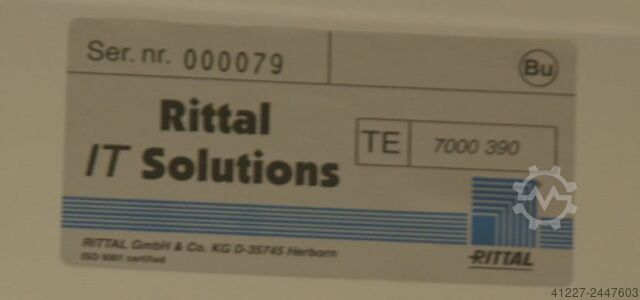 Ser. nr. 000079
Bu
Rittal
IT Solutions
TE 7000 390
RITTAL GmbH & Co. KG D-35745 Herborn
ISO 9001 certified
RITTAL
41227-2447603